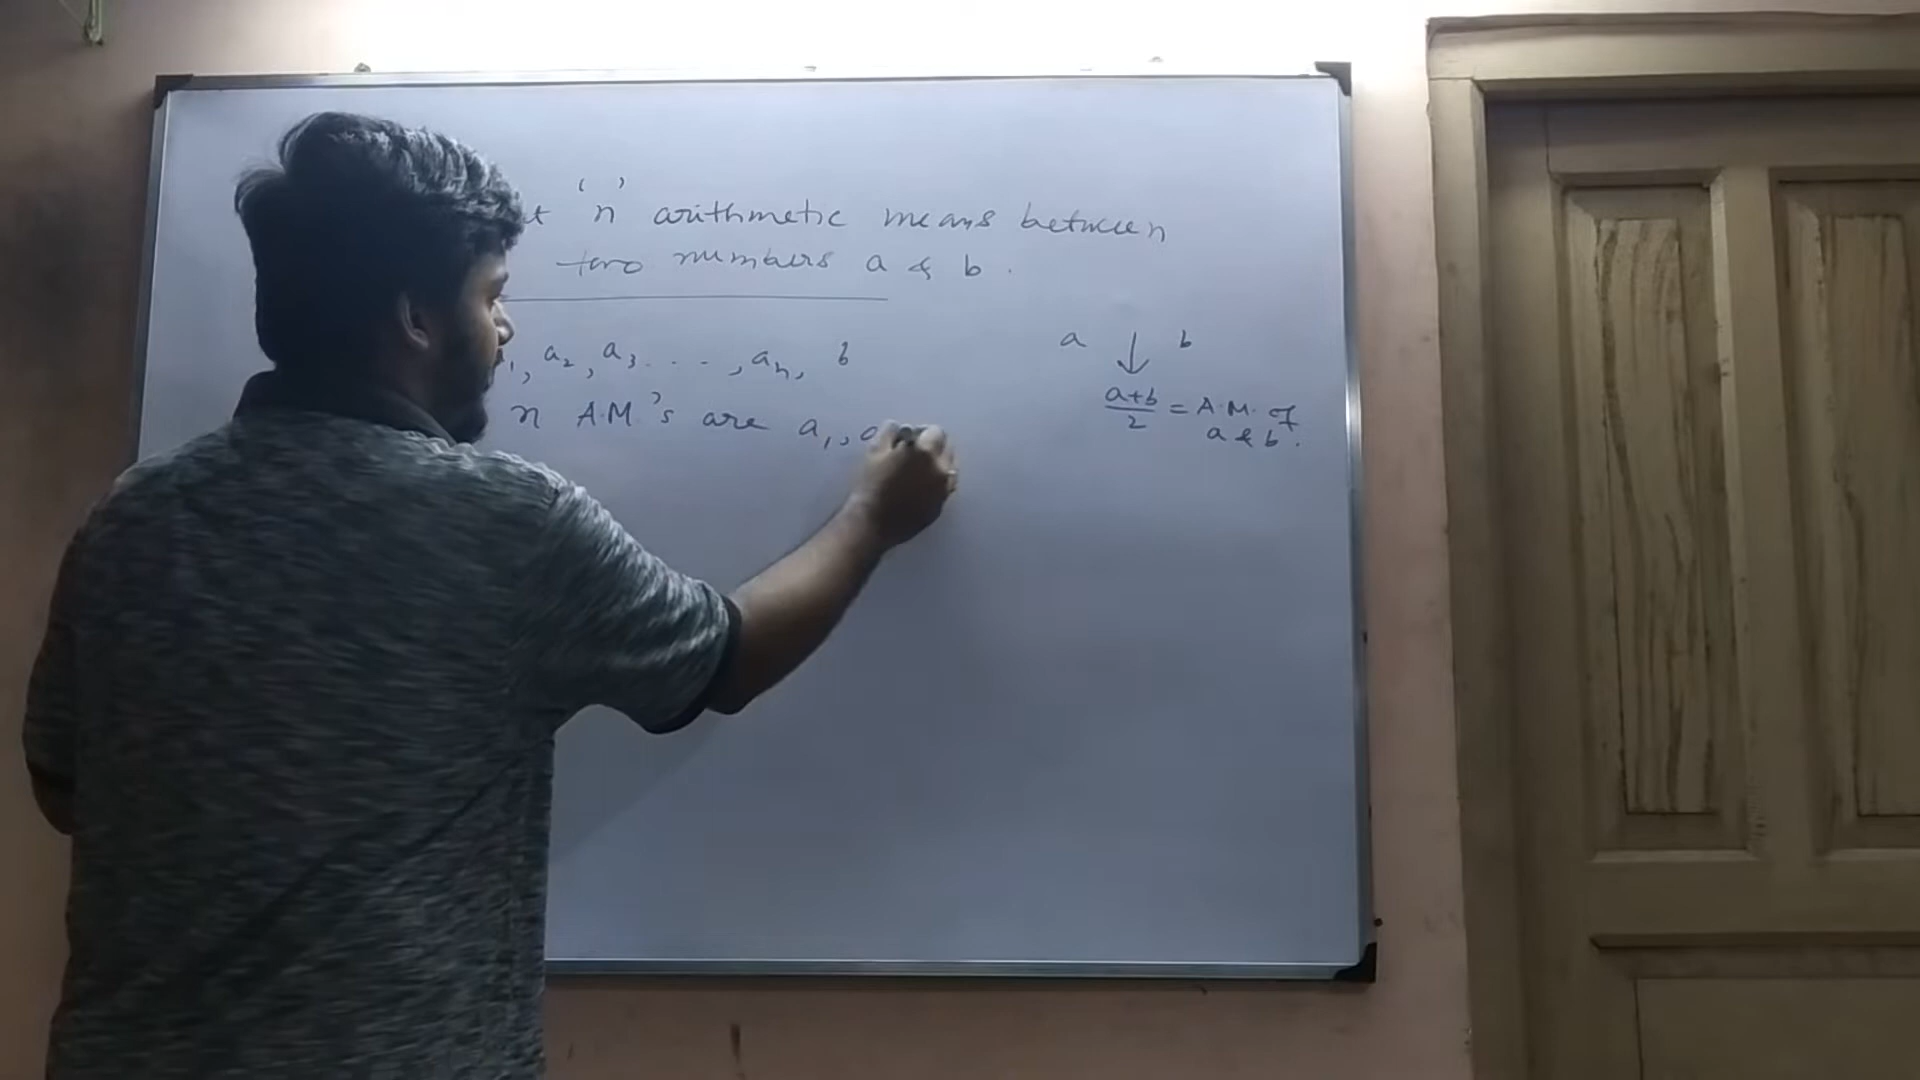 'n' arithmetic means between
two numbers a & b.
a₂, a₃ . . . , aₙ, b
n A.M.'s are a₁,
a ↓ b
a+b/2 = A.M. of
a & b.